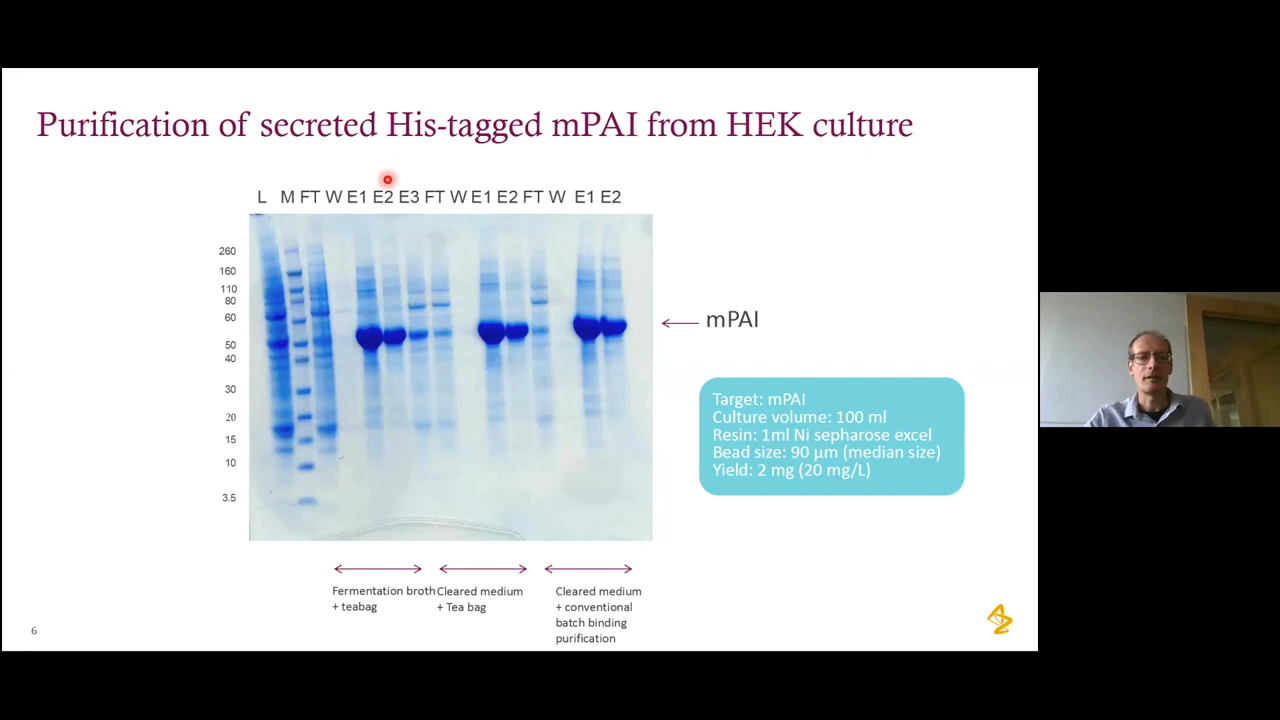 Purification of secreted His-tagged mPAI from HEK culture
L M FT W E1 E2 E3 FT W E1 E2 FT W E1 E2
260
160
110
80
60
50
40
30
20
15
10
3.5
mPAI
Target: mPAI
Culture volume: 100 ml
Resin: 1ml Ni sepharose excel
Bead size: 90 µm (median size)
Yield: 2 mg (20 mg/L)
Fermentation broth
+ teabag
Cleared medium
+ Tea bag
Cleared medium
+ conventional
batch binding
purification
6